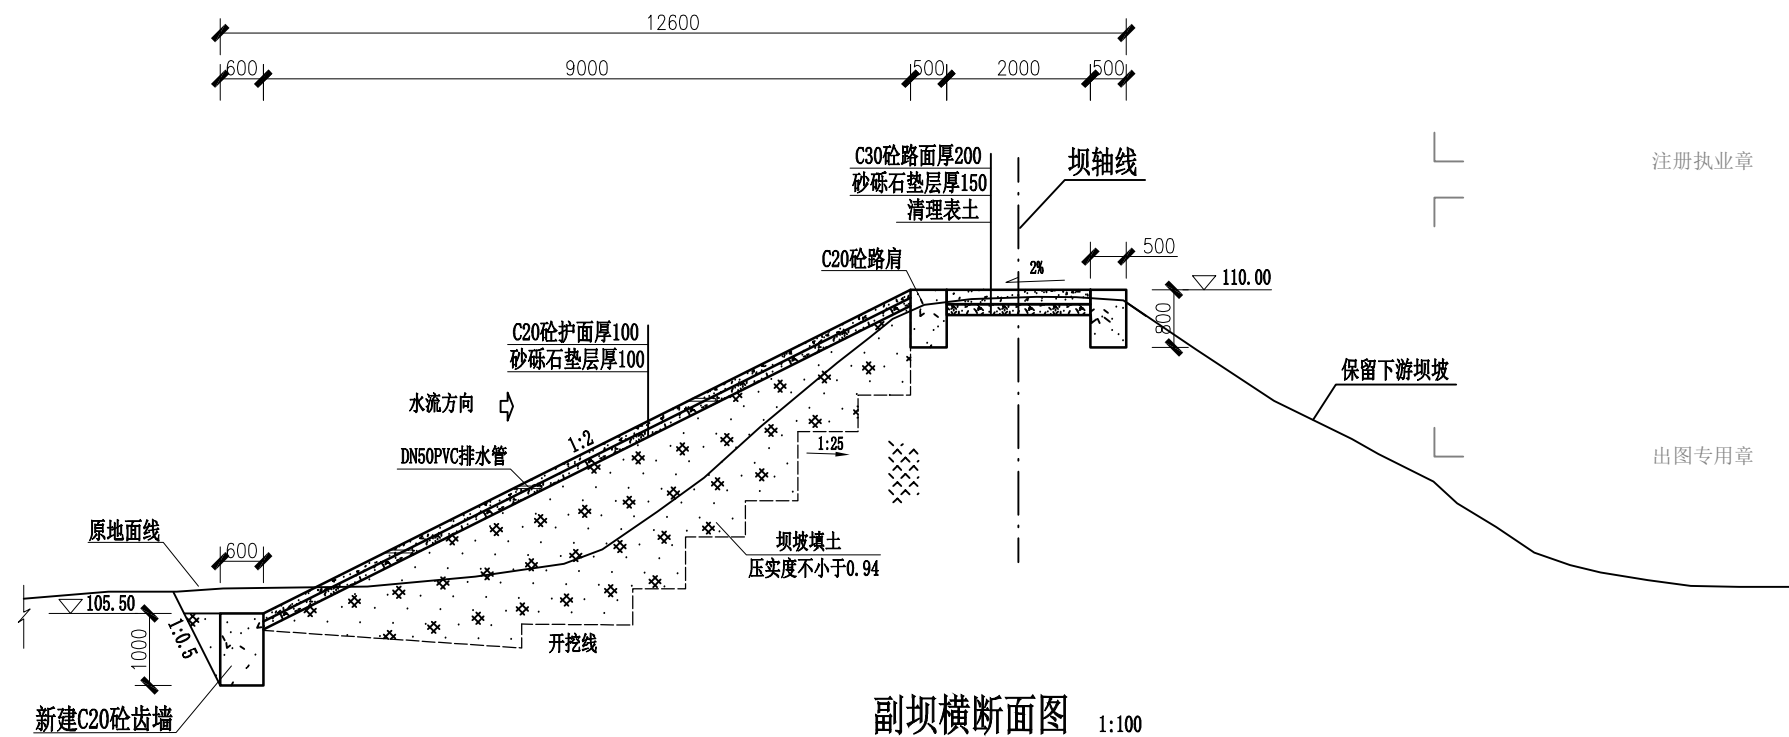 12600
600 9000 500 2000 500
注册执业章
C30砼路面厚200
砂砾石垫层厚150
清理表土
坝轴线
C20砼路肩
2%
500
110.00
800
C20砼护面厚100
砂砾石垫层厚100
水流方向
1:2
DN50PVC排水管
1:25
保留下游坝坡
出图专用章
原地面线
600
坝坡填土
压实度不小于0.94
105.50
1:0.5
1000
开挖线
新建C20砼齿墙
副坝横断面图 1:100